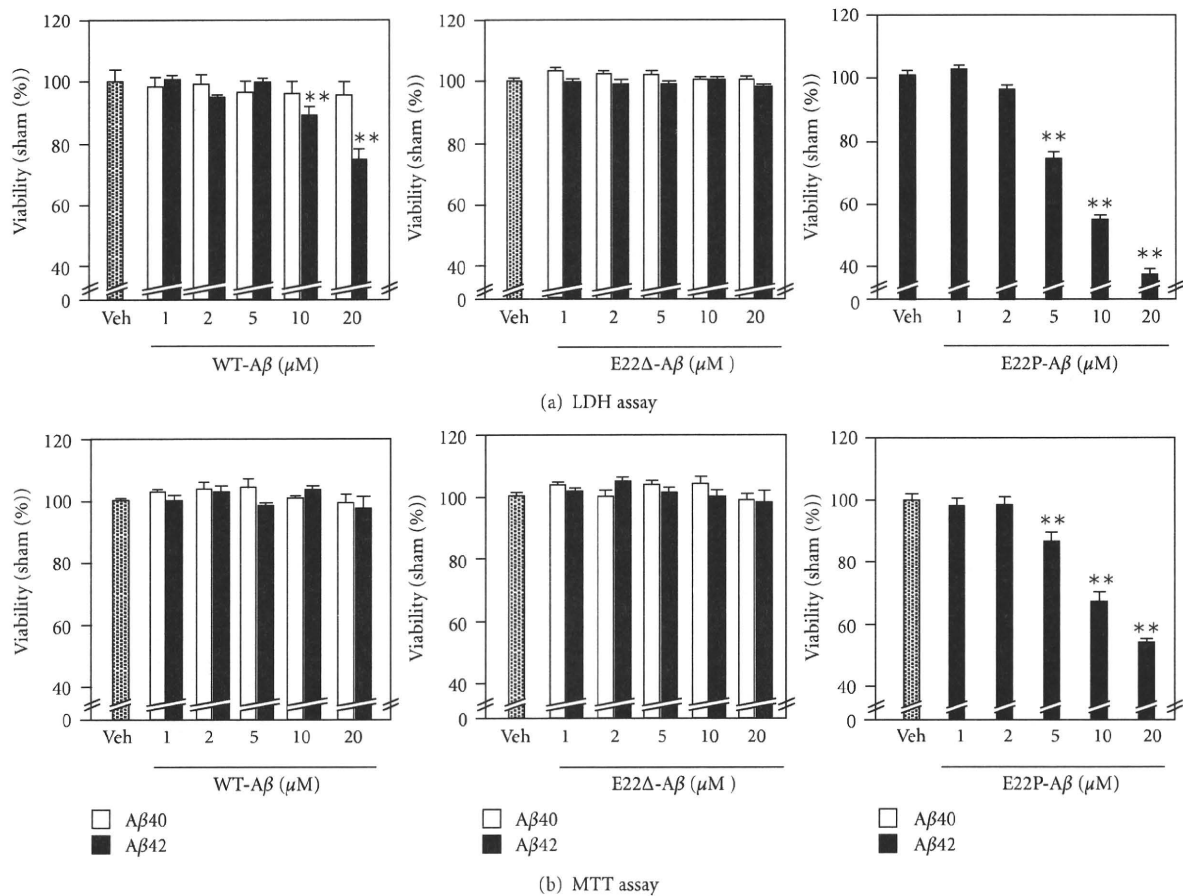 120
100
80
60
40
0
Viability (sham (%))
**
**
Veh 1 2 5 10 20
WT-Aβ (μM)
120
100
80
60
40
0
Viability (sham (%))
Veh 1 2 5 10 20
E22Δ-Aβ (μM )
120
100
80
60
40
0
Viability (sham (%))
**
**
**
Veh 1 2 5 10 20
E22P-Aβ (μM)
(a) LDH assay
120
100
80
60
40
0
Viability (sham (%))
Veh 1 2 5 10 20
WT-Aβ (μM)
Aβ40
Aβ42
120
100
80
60
40
0
Viability (sham (%))
Veh 1 2 5 10 20
E22Δ-Aβ (μM )
Aβ40
Aβ42
120
100
80
60
40
0
Viability (sham (%))
**
**
**
Veh 1 2 5 10 20
E22P-Aβ (μM)
Aβ40
Aβ42
(b) MTT assay